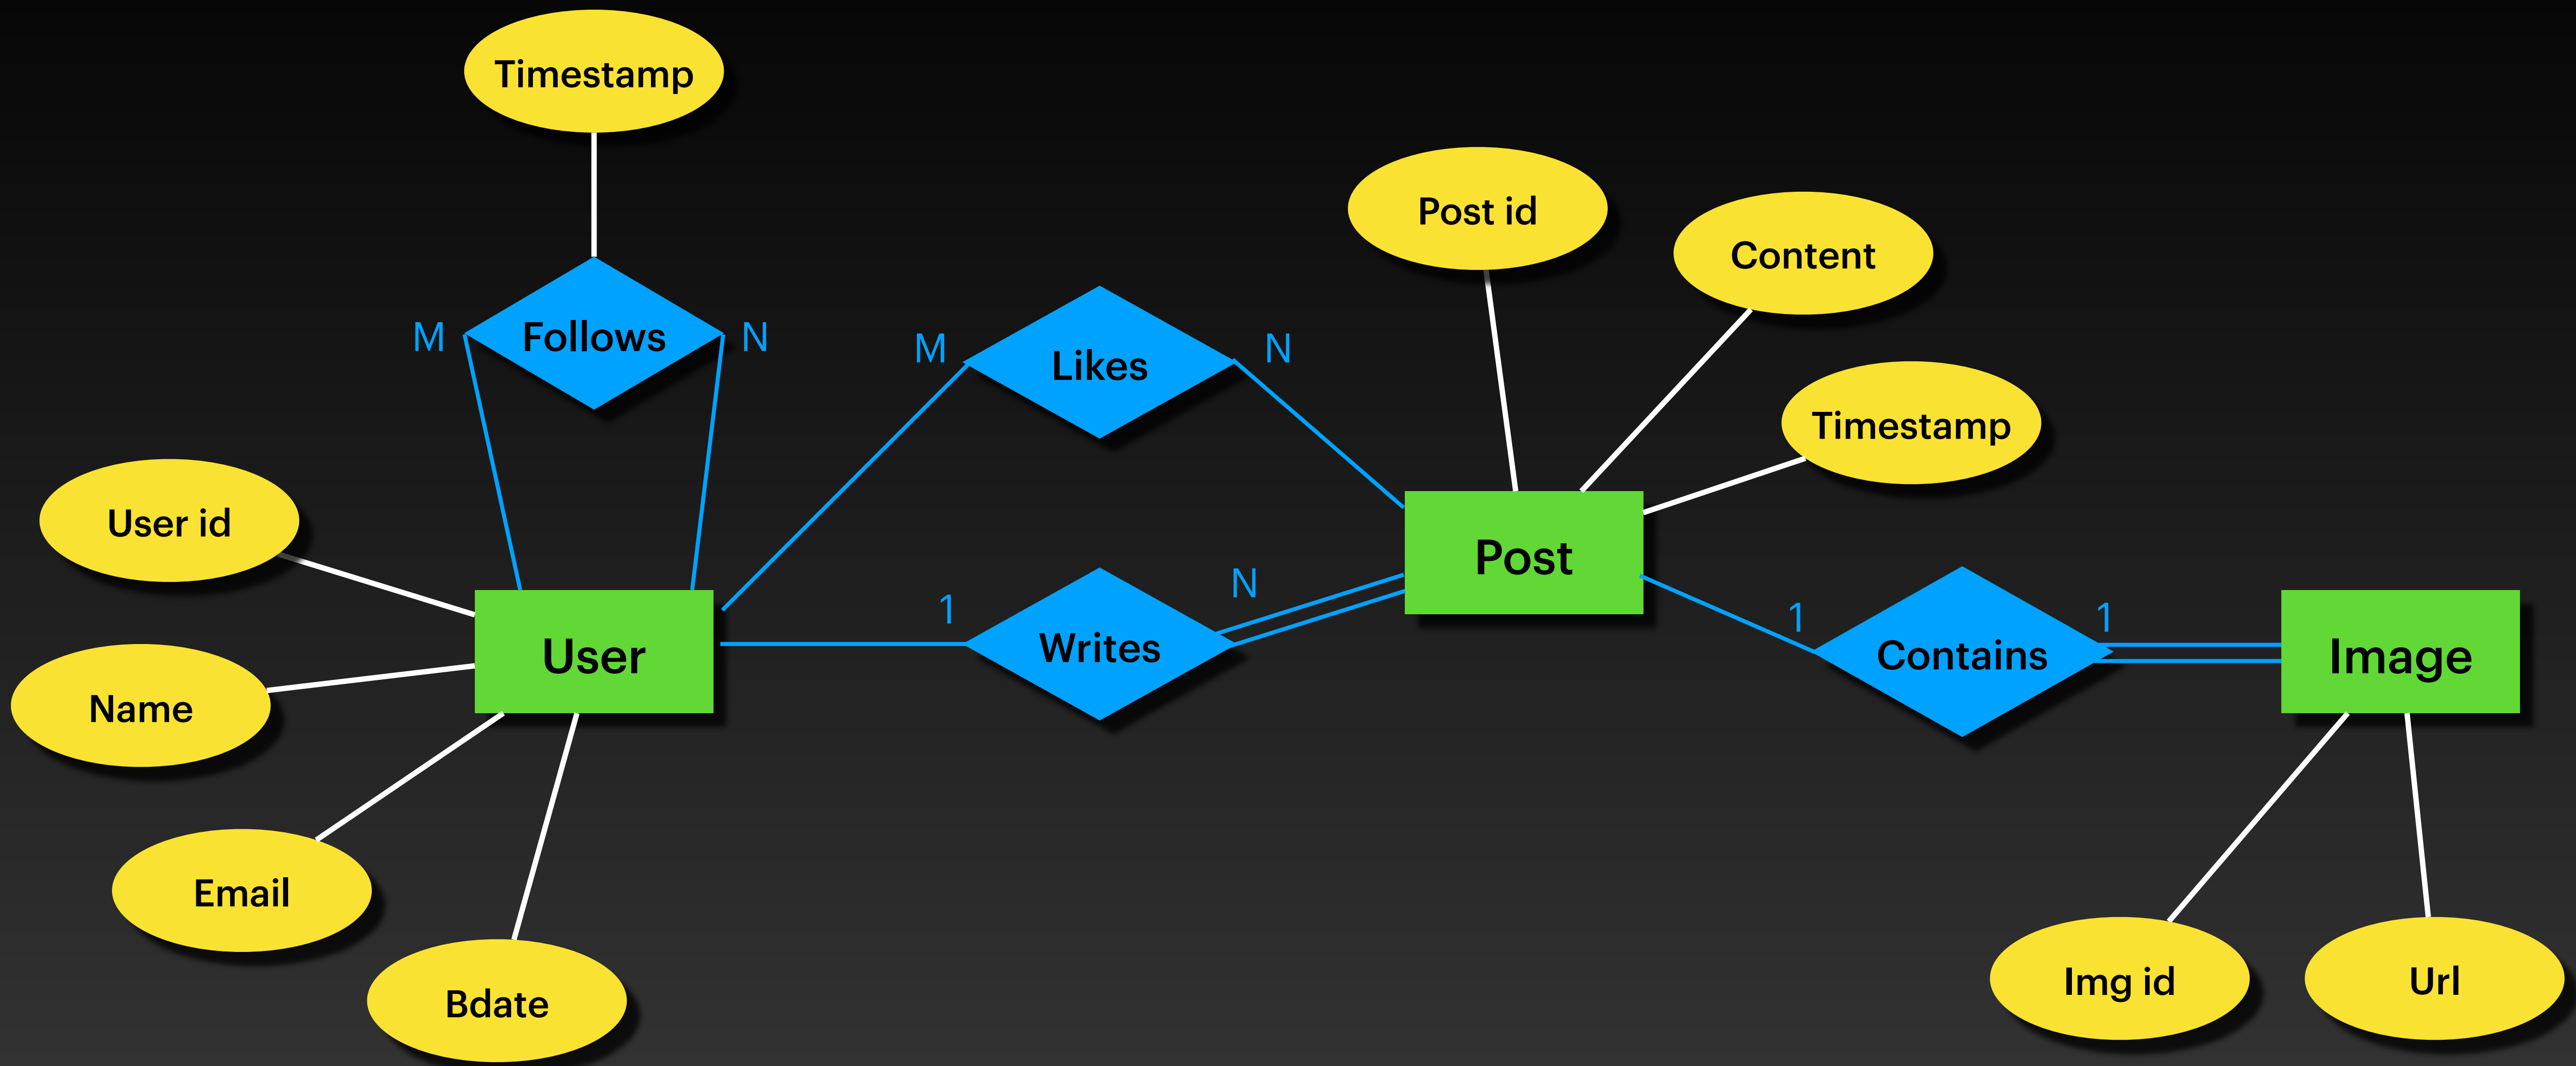 Timestamp
Post id
Content
M
Follows
N
M
Likes
N
Timestamp
User id
Post
N
1
Writes
1
Contains
1
User
Image
Name
Email
Bdate
Img id
Url